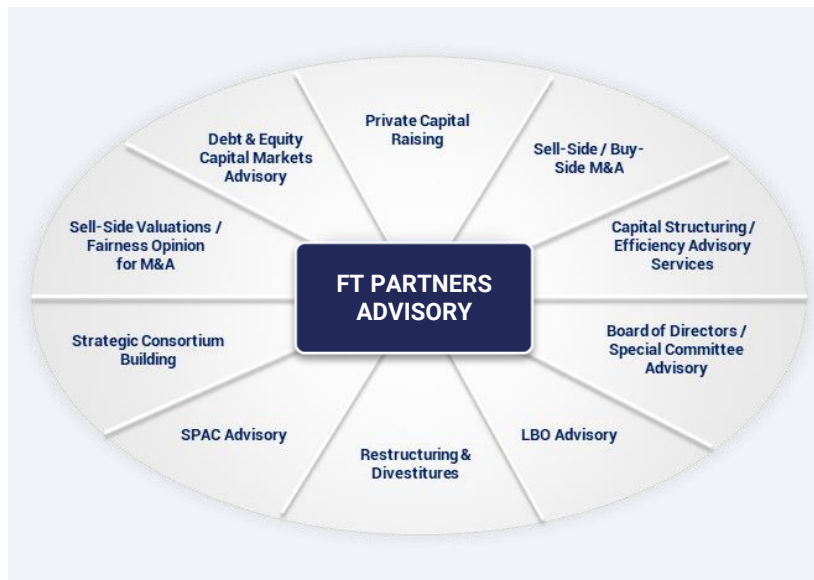 Private Capital
Raising
Debt & Equity
Capital Markets
Advisory
Sell-Side / Buy-
Side M&A
Sell-Side Valuations /
Fairness Opinion
for M&A
Capital Structuring /
Efficiency Advisory
Services
FT PARTNERS
ADVISORY
Strategic Consortium
Building
Board of Directors /
Special Committee
Advisory
SPAC Advisory
LBO Advisory
Restructuring &
Divestitures